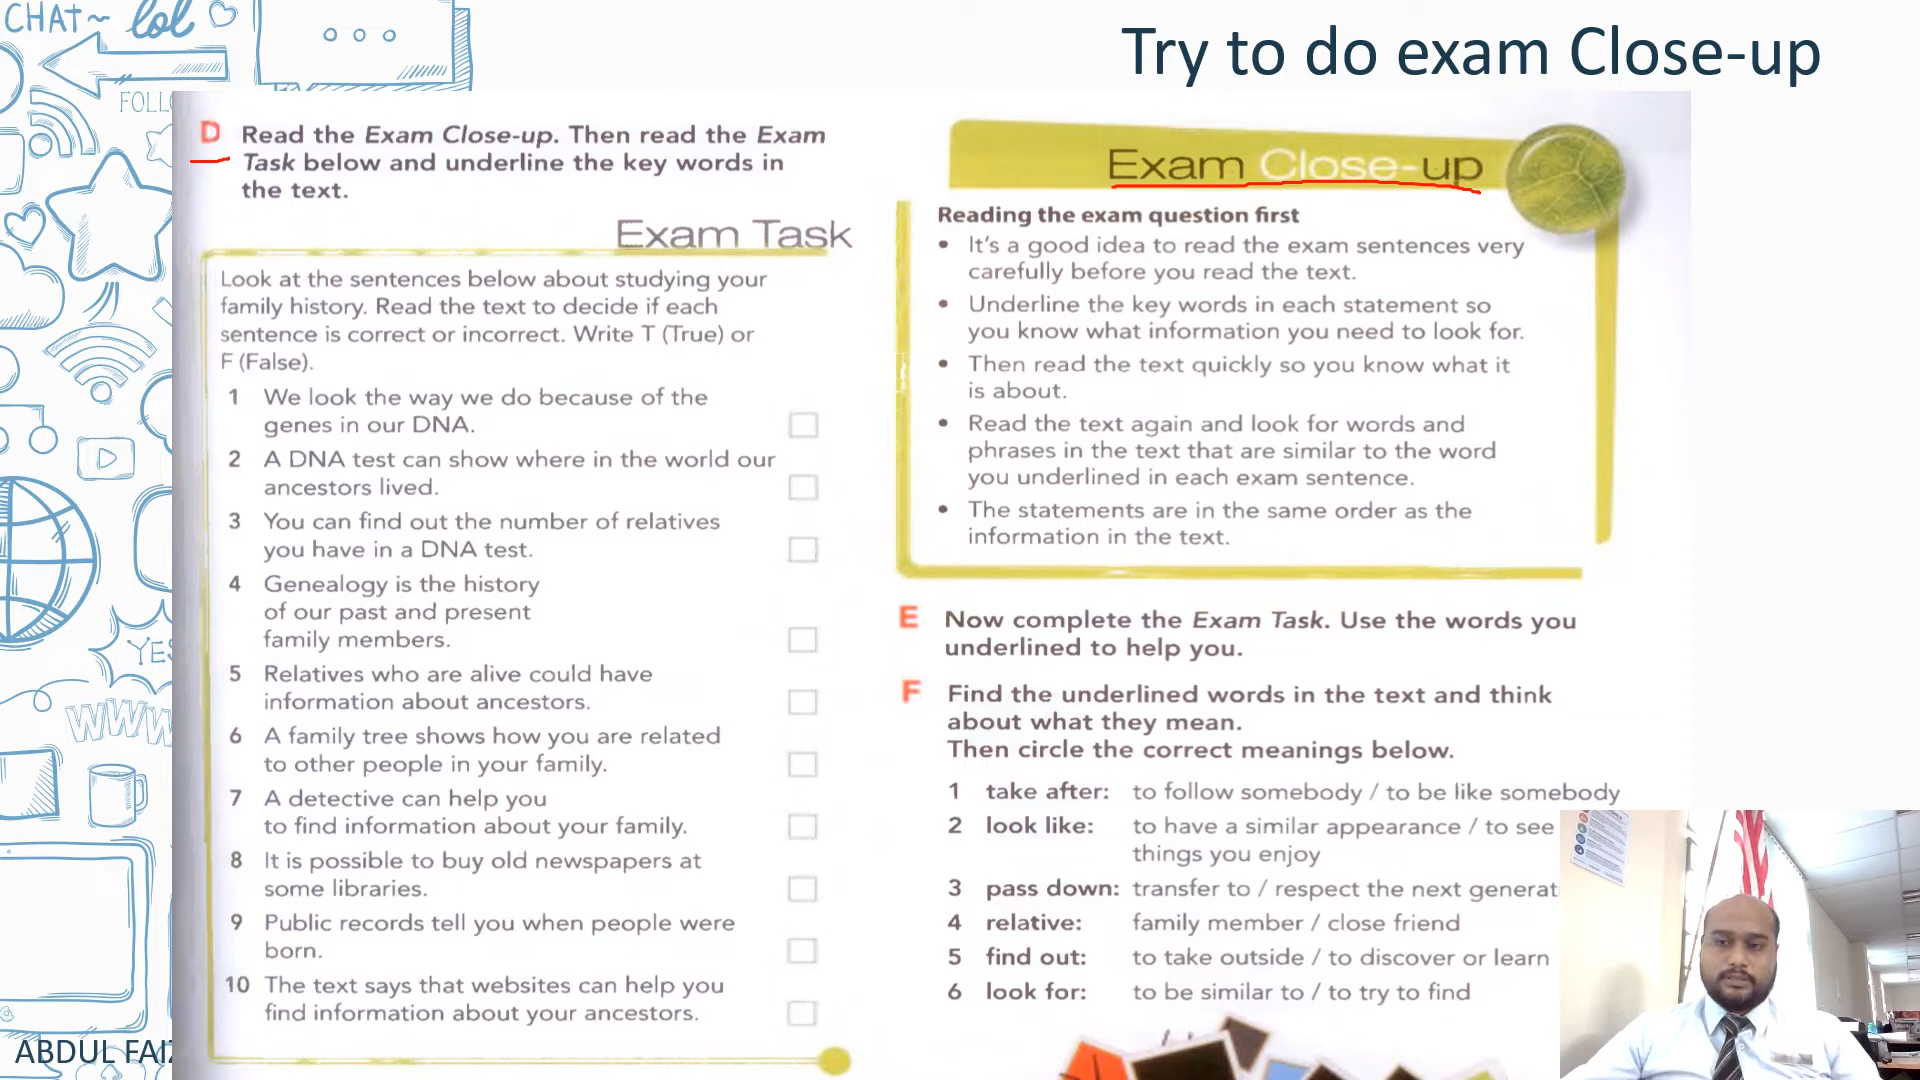 CHAT~ lol
Try to do exam Close-up
D Read the Exam Close-up. Then read the Exam
Task below and underline the key words in
the text.
Exam Task
Look at the sentences below about studying your
family history. Read the text to decide if each
sentence is correct or incorrect. Write T (True) or
F (False).
1 We look the way we do because of the
genes in our DNA.
2 A DNA test can show where in the world our
ancestors lived.
3 You can find out the number of relatives
you have in a DNA test.
4 Genealogy is the history
of our past and present
family members.
5 Relatives who are alive could have
information about ancestors.
6 A family tree shows how you are related
to other people in your family.
7 A detective can help you
to find information about your family.
8 It is possible to buy old newspapers at
some libraries.
9 Public records tell you when people were
born.
10 The text says that websites can help you
find information about your ancestors.
Exam Close-up
Reading the exam question first
• It's a good idea to read the exam sentences very
carefully before you read the text.
• Underline the key words in each statement so
you know what information you need to look for.
• Then read the text quickly so you know what it
is about.
• Read the text again and look for words and
phrases in the text that are similar to the word
you underlined in each exam sentence.
• The statements are in the same order as the
information in the text.
E Now complete the Exam Task. Use the words you
underlined to help you.
F Find the underlined words in the text and think
about what they mean.
Then circle the correct meanings below.
1 take after: to follow somebody / to be like somebody
2 look like: to have a similar appearance / to see
things you enjoy
3 pass down: transfer to / respect the next generat
4 relative: family member / close friend
5 find out: to take outside / to discover or learn
6 look for: to be similar to / to try to find
FOLL
YES
WWW
ABDUL FAI